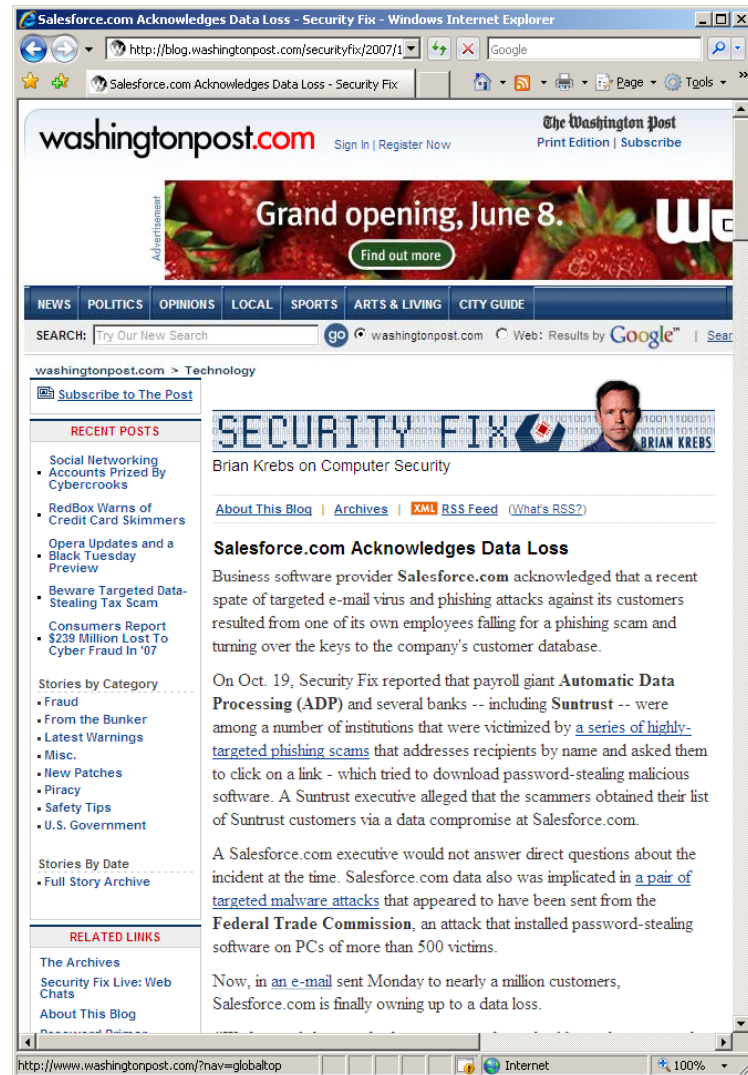 Salesforce.com Acknowledges Data Loss - Security Fix - Windows Internet Explorer
http://blog.washingtonpost.com/securityfix/2007/1
Google
Salesforce.com Acknowledges Data Loss - Security Fix
Page
Tools
»
washingtonpost.com
Sign In | Register Now
The Washington Post
Print Edition | Subscribe
Advertisement
Grand opening, June 8.
Find out more
NEWS POLITICS OPINIONS LOCAL SPORTS ARTS & LIVING CITY GUIDE
SEARCH: Try Our New Search go washingtonpost.com Web: Results by Google™ | Sear
washingtonpost.com > Technology
Subscribe to The Post
RECENT POSTS
Social Networking
Accounts Prized By
Cybercrooks
RedBox Warns of
Credit Card Skimmers
Opera Updates and a
Black Tuesday
Preview
Beware Targeted Data-
Stealing Tax Scam
Consumers Report
$239 Million Lost To
Cyber Fraud In '07
Stories by Category
Fraud
From the Bunker
Latest Warnings
Misc.
New Patches
Piracy
Safety Tips
U.S. Government
Stories By Date
Full Story Archive
RELATED LINKS
The Archives
Security Fix Live: Web
Chats
About This Blog
SECURITY FIX
BRIAN KREBS
Brian Krebs on Computer Security
About This Blog | Archives | XML RSS Feed (What's RSS?)
Salesforce.com Acknowledges Data Loss
Business software provider Salesforce.com acknowledged that a recent
spate of targeted e-mail virus and phishing attacks against its customers
resulted from one of its own employees falling for a phishing scam and
turning over the keys to the company's customer database.
On Oct. 19, Security Fix reported that payroll giant Automatic Data
Processing (ADP) and several banks -- including Suntrust -- were
among a number of institutions that were victimized by a series of highly-
targeted phishing scams that addresses recipients by name and asked them
to click on a link - which tried to download password-stealing malicious
software. A Suntrust executive alleged that the scammers obtained their list
of Suntrust customers via a data compromise at Salesforce.com.
A Salesforce.com executive would not answer direct questions about the
incident at the time. Salesforce.com data also was implicated in a pair of
targeted malware attacks that appeared to have been sent from the
Federal Trade Commission, an attack that installed password-stealing
software on PCs of more than 500 victims.
Now, in an e-mail sent Monday to nearly a million customers,
Salesforce.com is finally owning up to a data loss.
http://www.washingtonpost.com/?nav=globaltop
Internet
100%